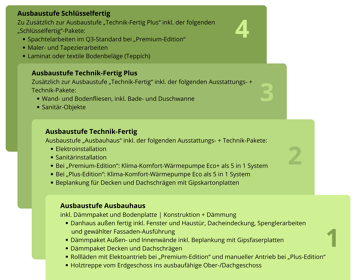 Ausbaustufe Schlüsselfertig
Zu Zusätzlich zur Ausbaustufe „Technik-Fertig Plus“ inkl. der folgenden
„Schlüsselfertig“-Pakete:
• Spachtelarbeiten im Q3-Standard bei „Premium-Edition“
• Maler- und Tapezierarbeiten
• Laminat oder textile Bodenbeläge (Teppich)
4
Ausbaustufe Technik-Fertig Plus
Zusätzlich zur Ausbaustufe „Technik-Fertig“ inkl. der folgenden Ausstattungs- +
Technik-Pakete:
• Wand- und Bodenfliesen, inkl. Bade- und Duschwanne
• Sanitär-Objekte
3
Ausbaustufe Technik-Fertig
Ausbaustufe „Ausbauhaus“ inkl. der folgenden Ausstattungs- + Technik-Pakete:
• Elektroinstallation
• Sanitärinstallation
• Bei „Premium-Edition“: Klima-Komfort-Wärmepumpe Eco+ als 5 in 1 System
• Bei „Plus-Edition“: Klima-Komfort-Wärmepumpe als 5 in 1 System
• Beplankung für Decken und Dachschrägen mit Gipskartonplatten
2
Ausbaustufe Ausbauhaus
inkl. Dämmpaket und Bodenplatte | Konstruktion + Dämmung
• Danhaus außen fertig inkl. Fenster und Haustür, Dacheindeckung, Spenglerarbeiten
und gewählter Fassaden-Ausführung
• Dämmpaket Außen- und Innenwände inkl. Beplankung mit Gipsfaserplatten
• Dämmpaket Decken und Dachschrägen
• Rollläden mit Elektroantrieb bei „Premium-Edition“ und manueller Antrieb bei „Plus-Edition“
• Holztreppe vom Erdgeschoss ins ausbaufähige Ober-/Dachgeschoss
1